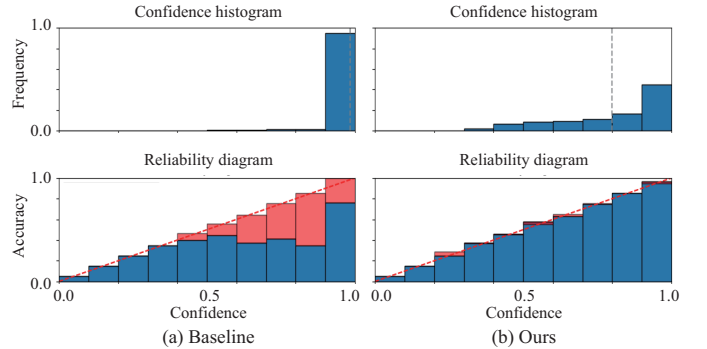 Confidence histogram
Confidence histogram
1.0
Frequency
0.0
Reliability diagram
Reliability diagram
1.0
Accuracy
0.0
0.0 0.5 1.0
0.0 0.5 1.0
Confidence
Confidence
(a) Baseline
(b) Ours